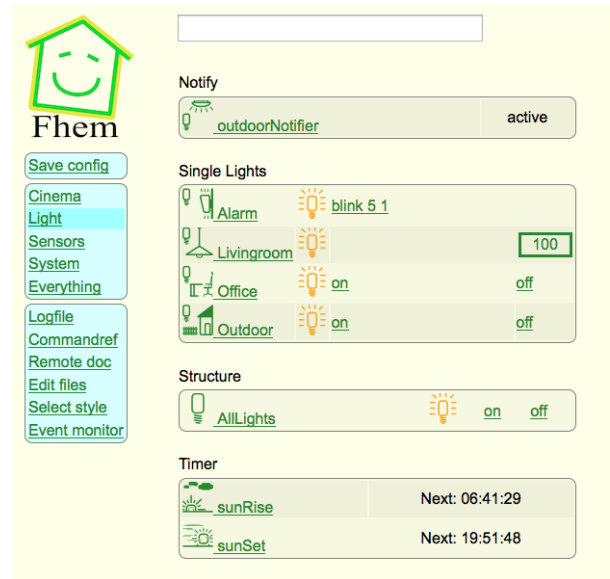 Fhem
Save config
Cinema
Light
Sensors
System
Everything
Logfile
Commandref
Remote doc
Edit files
Select style
Event monitor
Notify
outdoorNotifier active
Single Lights
Alarm blink 5 1
Livingroom 100
Office on off
Outdoor on off
Structure
AllLights on off
Timer
sunRise Next: 06:41:29
sunSet Next: 19:51:48